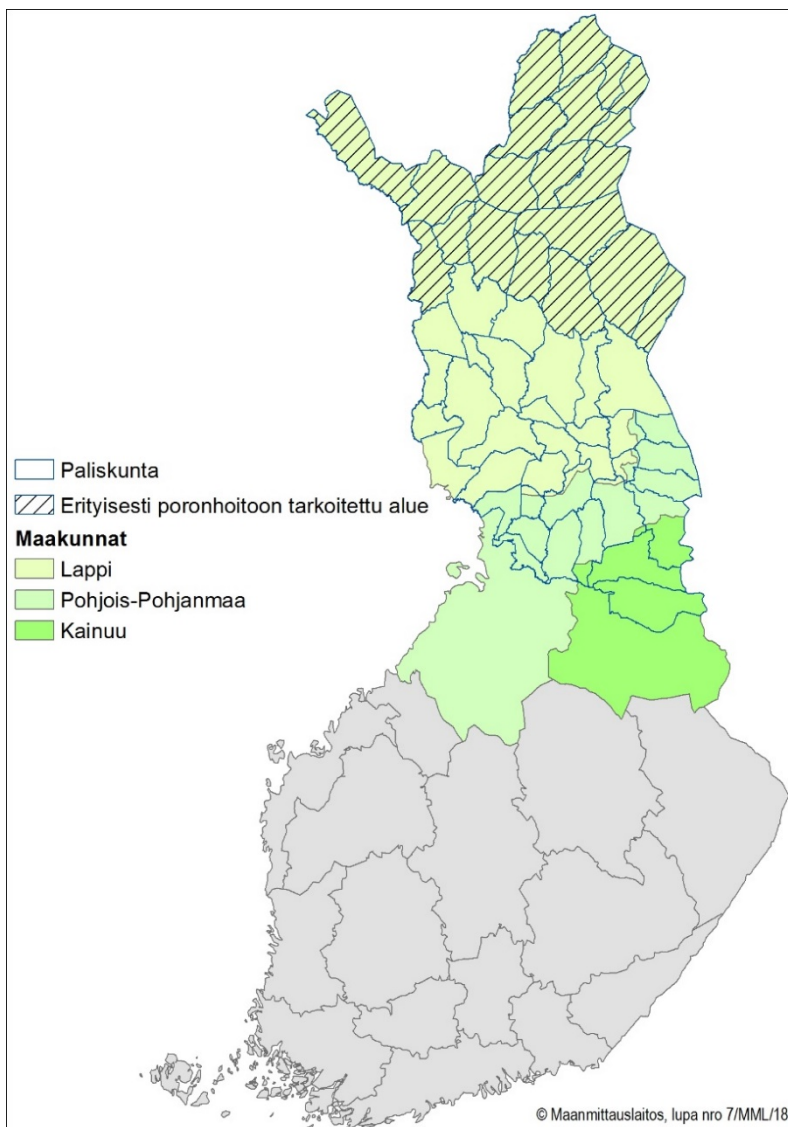 Paliskunta
Erityisesti poronhoitoon tarkoitettu alue
Maakunnat
Lappi
Pohjois-Pohjanmaa
Kainuu
© Maanmittauslaitos, lupa nro 7/MML/18